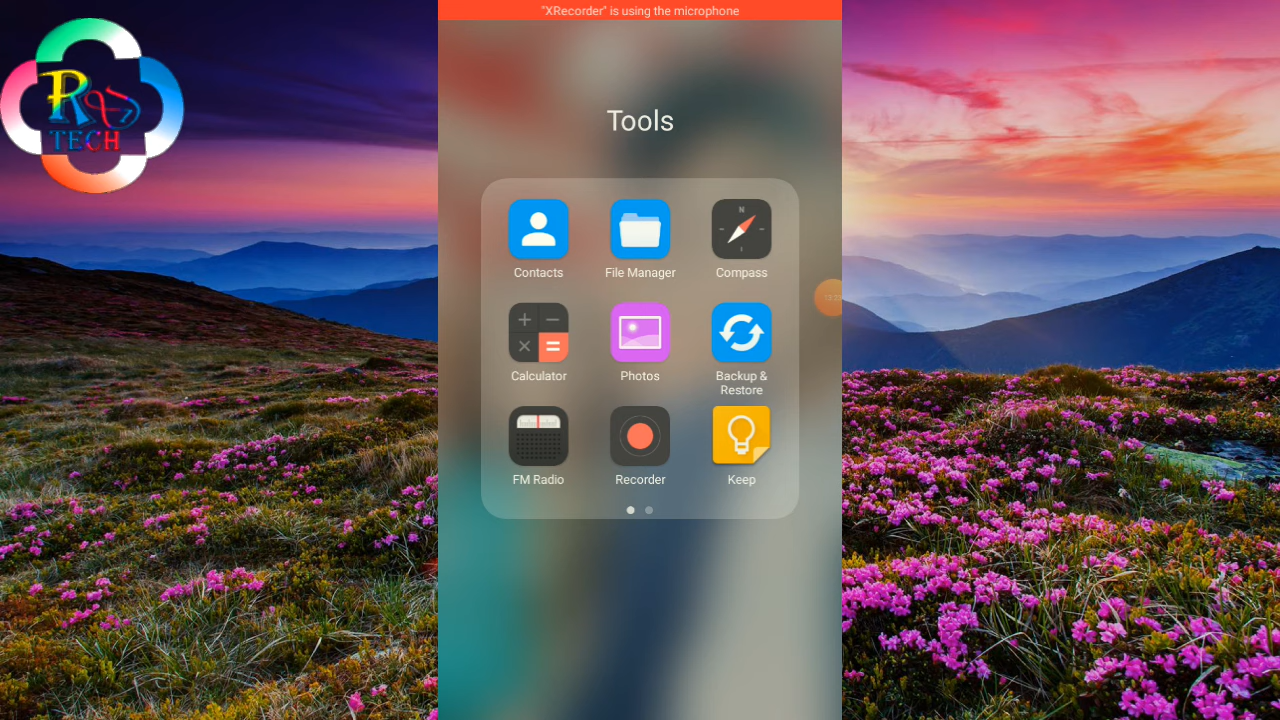 "XRecorder" is using the microphone
TECH
Tools
N
Contacts
File Manager
Compass
Calculator
Photos
Backup &
Restore
FM Radio
Recorder
Keep